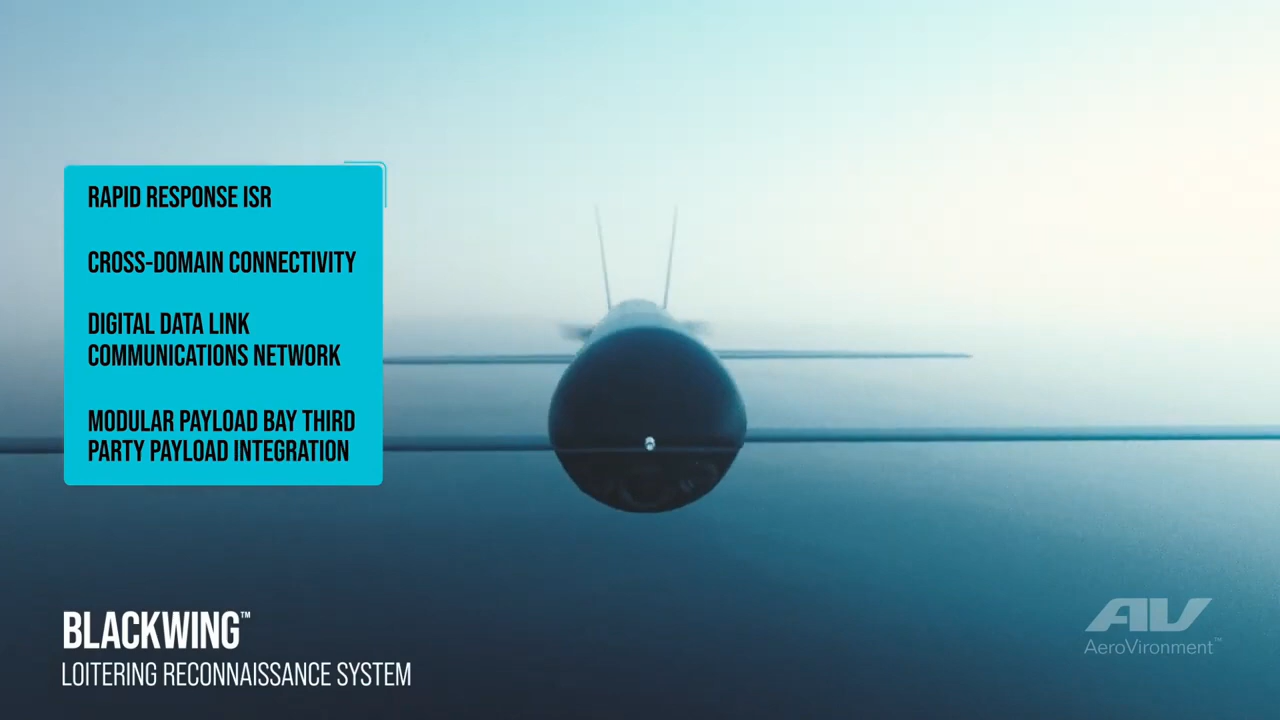 RAPID RESPONSE ISR
CROSS-DOMAIN CONNECTIVITY
DIGITAL DATA LINK
COMMUNICATIONS NETWORK
MODULAR PAYLOAD BAY THIRD
PARTY PAYLOAD INTEGRATION
BLACKWING™
LOITERING RECONNAISSANCE SYSTEM
AV
AeroVironment™